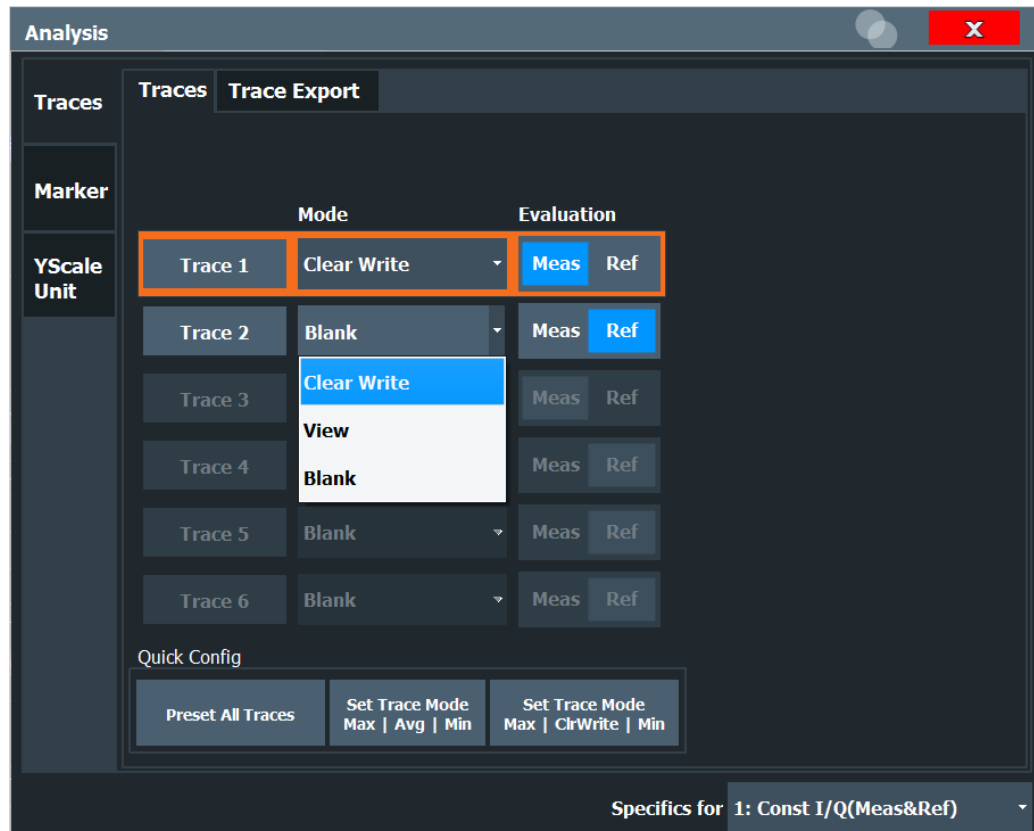 Analysis
X
Traces
Marker
YScale
Unit
Traces Trace Export
Mode Evaluation
Trace 1 Clear Write Meas Ref
Trace 2 Blank Meas Ref
Clear Write
View
Blank
Trace 3 Meas Ref
Trace 4 Meas Ref
Trace 5 Blank Meas Ref
Trace 6 Blank Meas Ref
Quick Config
Preset All Traces
Set Trace Mode
Max | Avg | Min
Set Trace Mode
Max | ClrWrite | Min
Specifics for 1: Const I/Q(Meas&Ref)